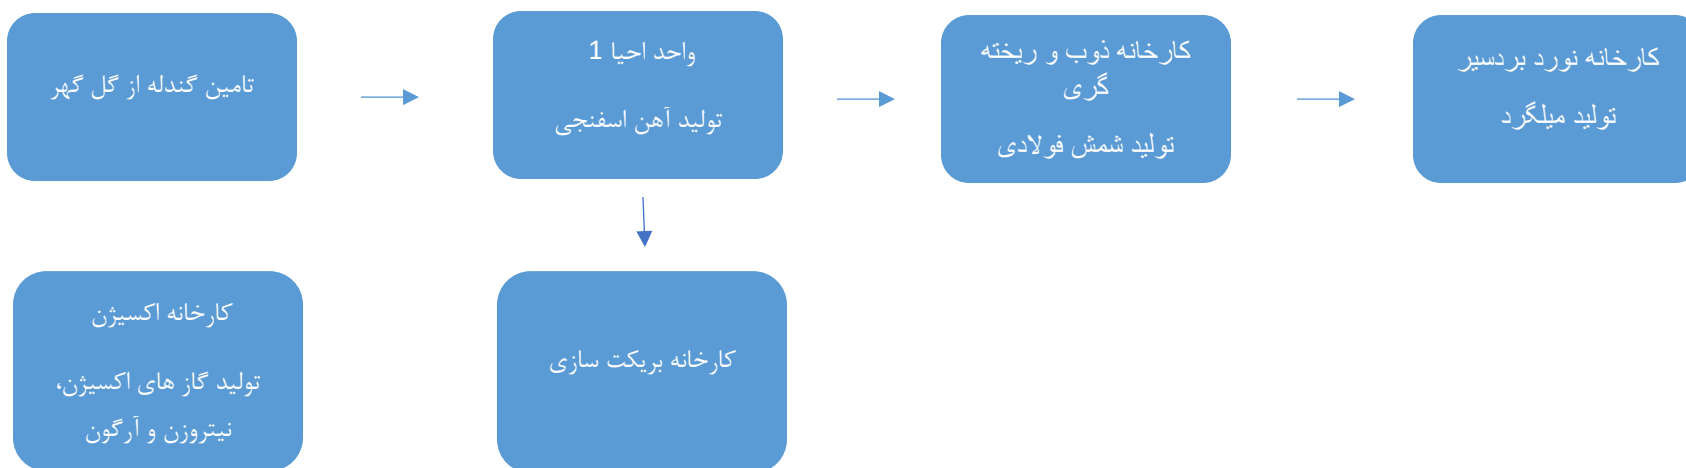 تامین گندله از گل گهر
واحد احیا 1
تولید آهن اسفنجی
کارخانه ذوب و ریخته
گری
تولید شمش فولادی
کارخانه نورد بردسیر
تولید میلگرد
کارخانه اکسیژن
تولید گاز های اکسیژن،
نیتروزن و آرگون
کارخانه بریکت سازی